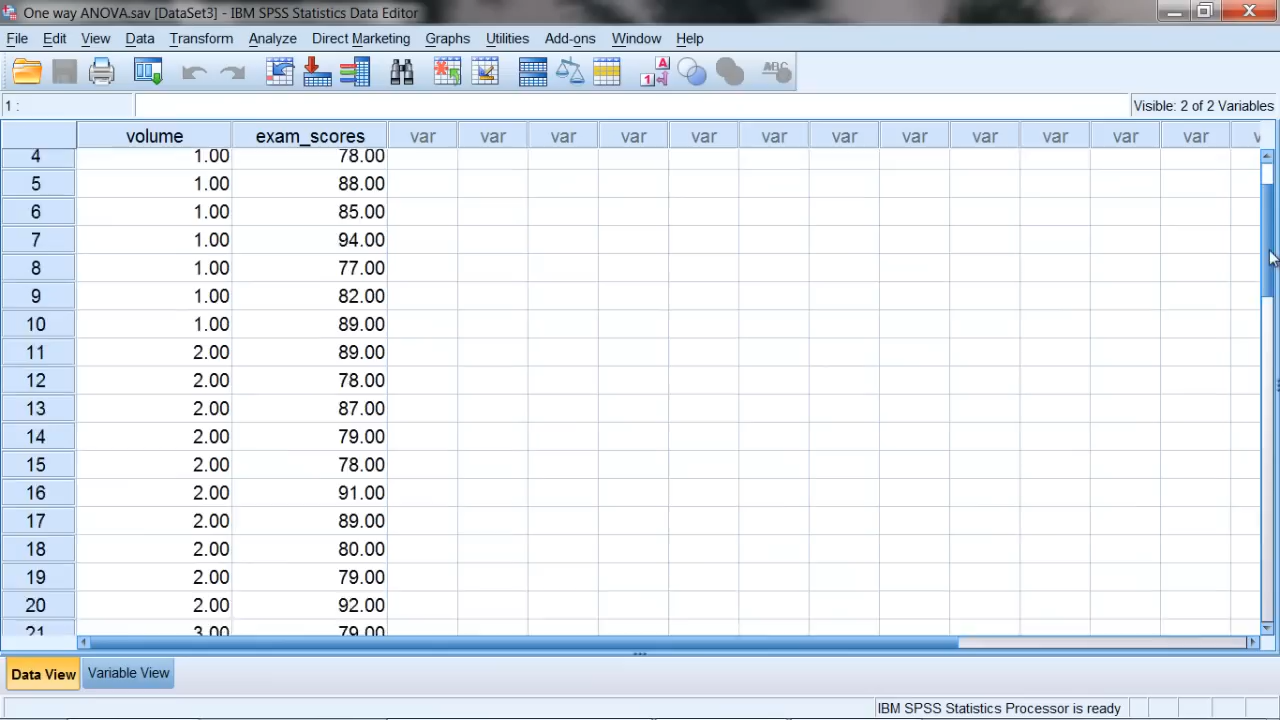 One way ANOVA.sav [DataSet3] - IBM SPSS Statistics Data Editor
File Edit View Data Transform Analyze Direct Marketing Graphs Utilities Add-ons Window Help
1 : Visible: 2 of 2 Variables
volume exam_scores var var var var var var var var var var var var
4 1.00 78.00
5 1.00 88.00
6 1.00 85.00
7 1.00 94.00
8 1.00 77.00
9 1.00 82.00
10 1.00 89.00
11 2.00 89.00
12 2.00 78.00
13 2.00 87.00
14 2.00 79.00
15 2.00 78.00
16 2.00 91.00
17 2.00 89.00
18 2.00 80.00
19 2.00 79.00
20 2.00 92.00
21 3.00 79.00
Data View Variable View
IBM SPSS Statistics Processor is ready